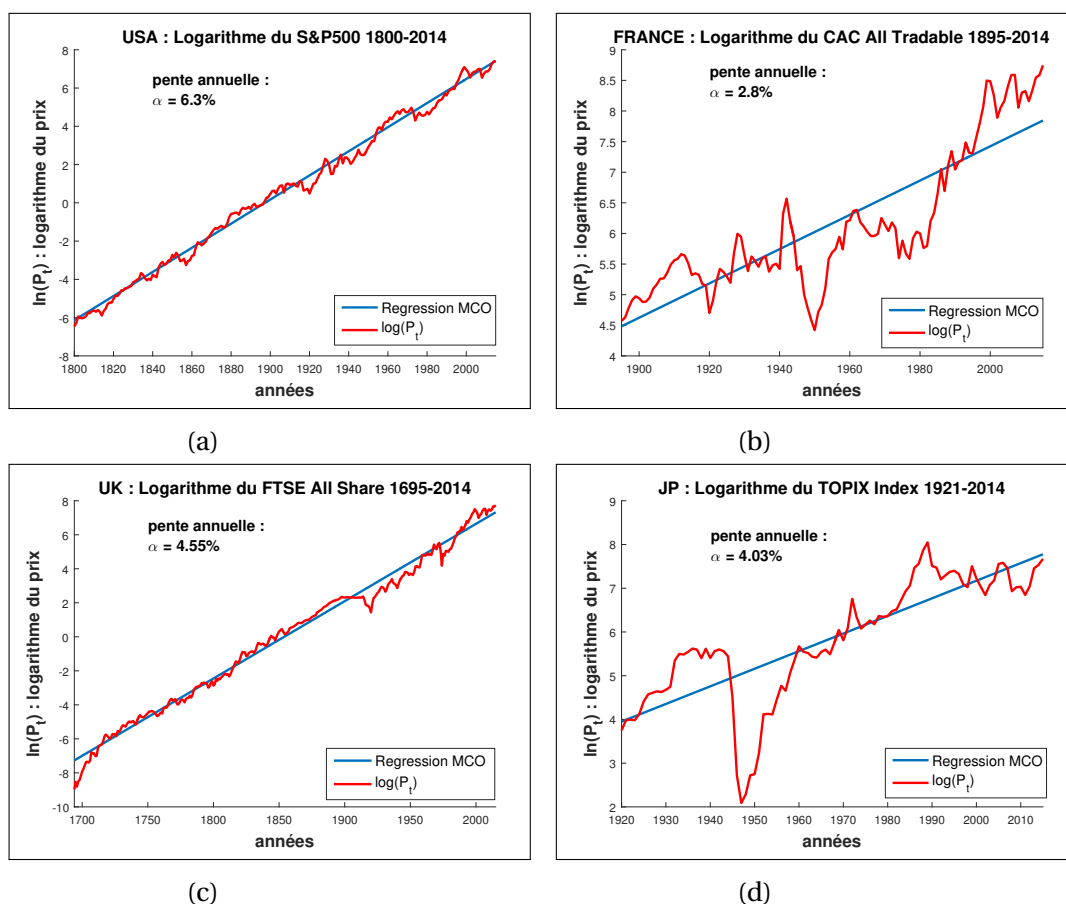 USA : Logarithme du S&P500 1800-2014
pente annuelle :
α = 6.3%
ln(P_t) : logarithme du prix
8
6
4
2
0
-2
-4
-6
-8
Regression MCO
log(P_t)
1800 1820 1840 1860 1880 1900 1920 1940 1960 1980 2000
années
(a)
FRANCE : Logarithme du CAC All Tradable 1895-2014
pente annuelle :
α = 2.8%
ln(P_t) : logarithme du prix
9
8.5
8
7.5
7
6.5
6
5.5
5
4.5
4
Regression MCO
log(P_t)
1900 1920 1940 1960 1980 2000
années
(b)
UK : Logarithme du FTSE All Share 1695-2014
pente annuelle :
α = 4.55%
ln(P_t) : logarithme du prix
8
6
4
2
0
-2
-4
-6
-8
-10
Regression MCO
log(P_t)
1700 1750 1800 1850 1900 1950 2000
années
(c)
JP : Logarithme du TOPIX Index 1921-2014
pente annuelle :
α = 4.03%
ln(P_t) : logarithme du prix
9
8
7
6
5
4
3
2
Regression MCO
log(P_t)
1920 1930 1940 1950 1960 1970 1980 1990 2000 2010
années
(d)